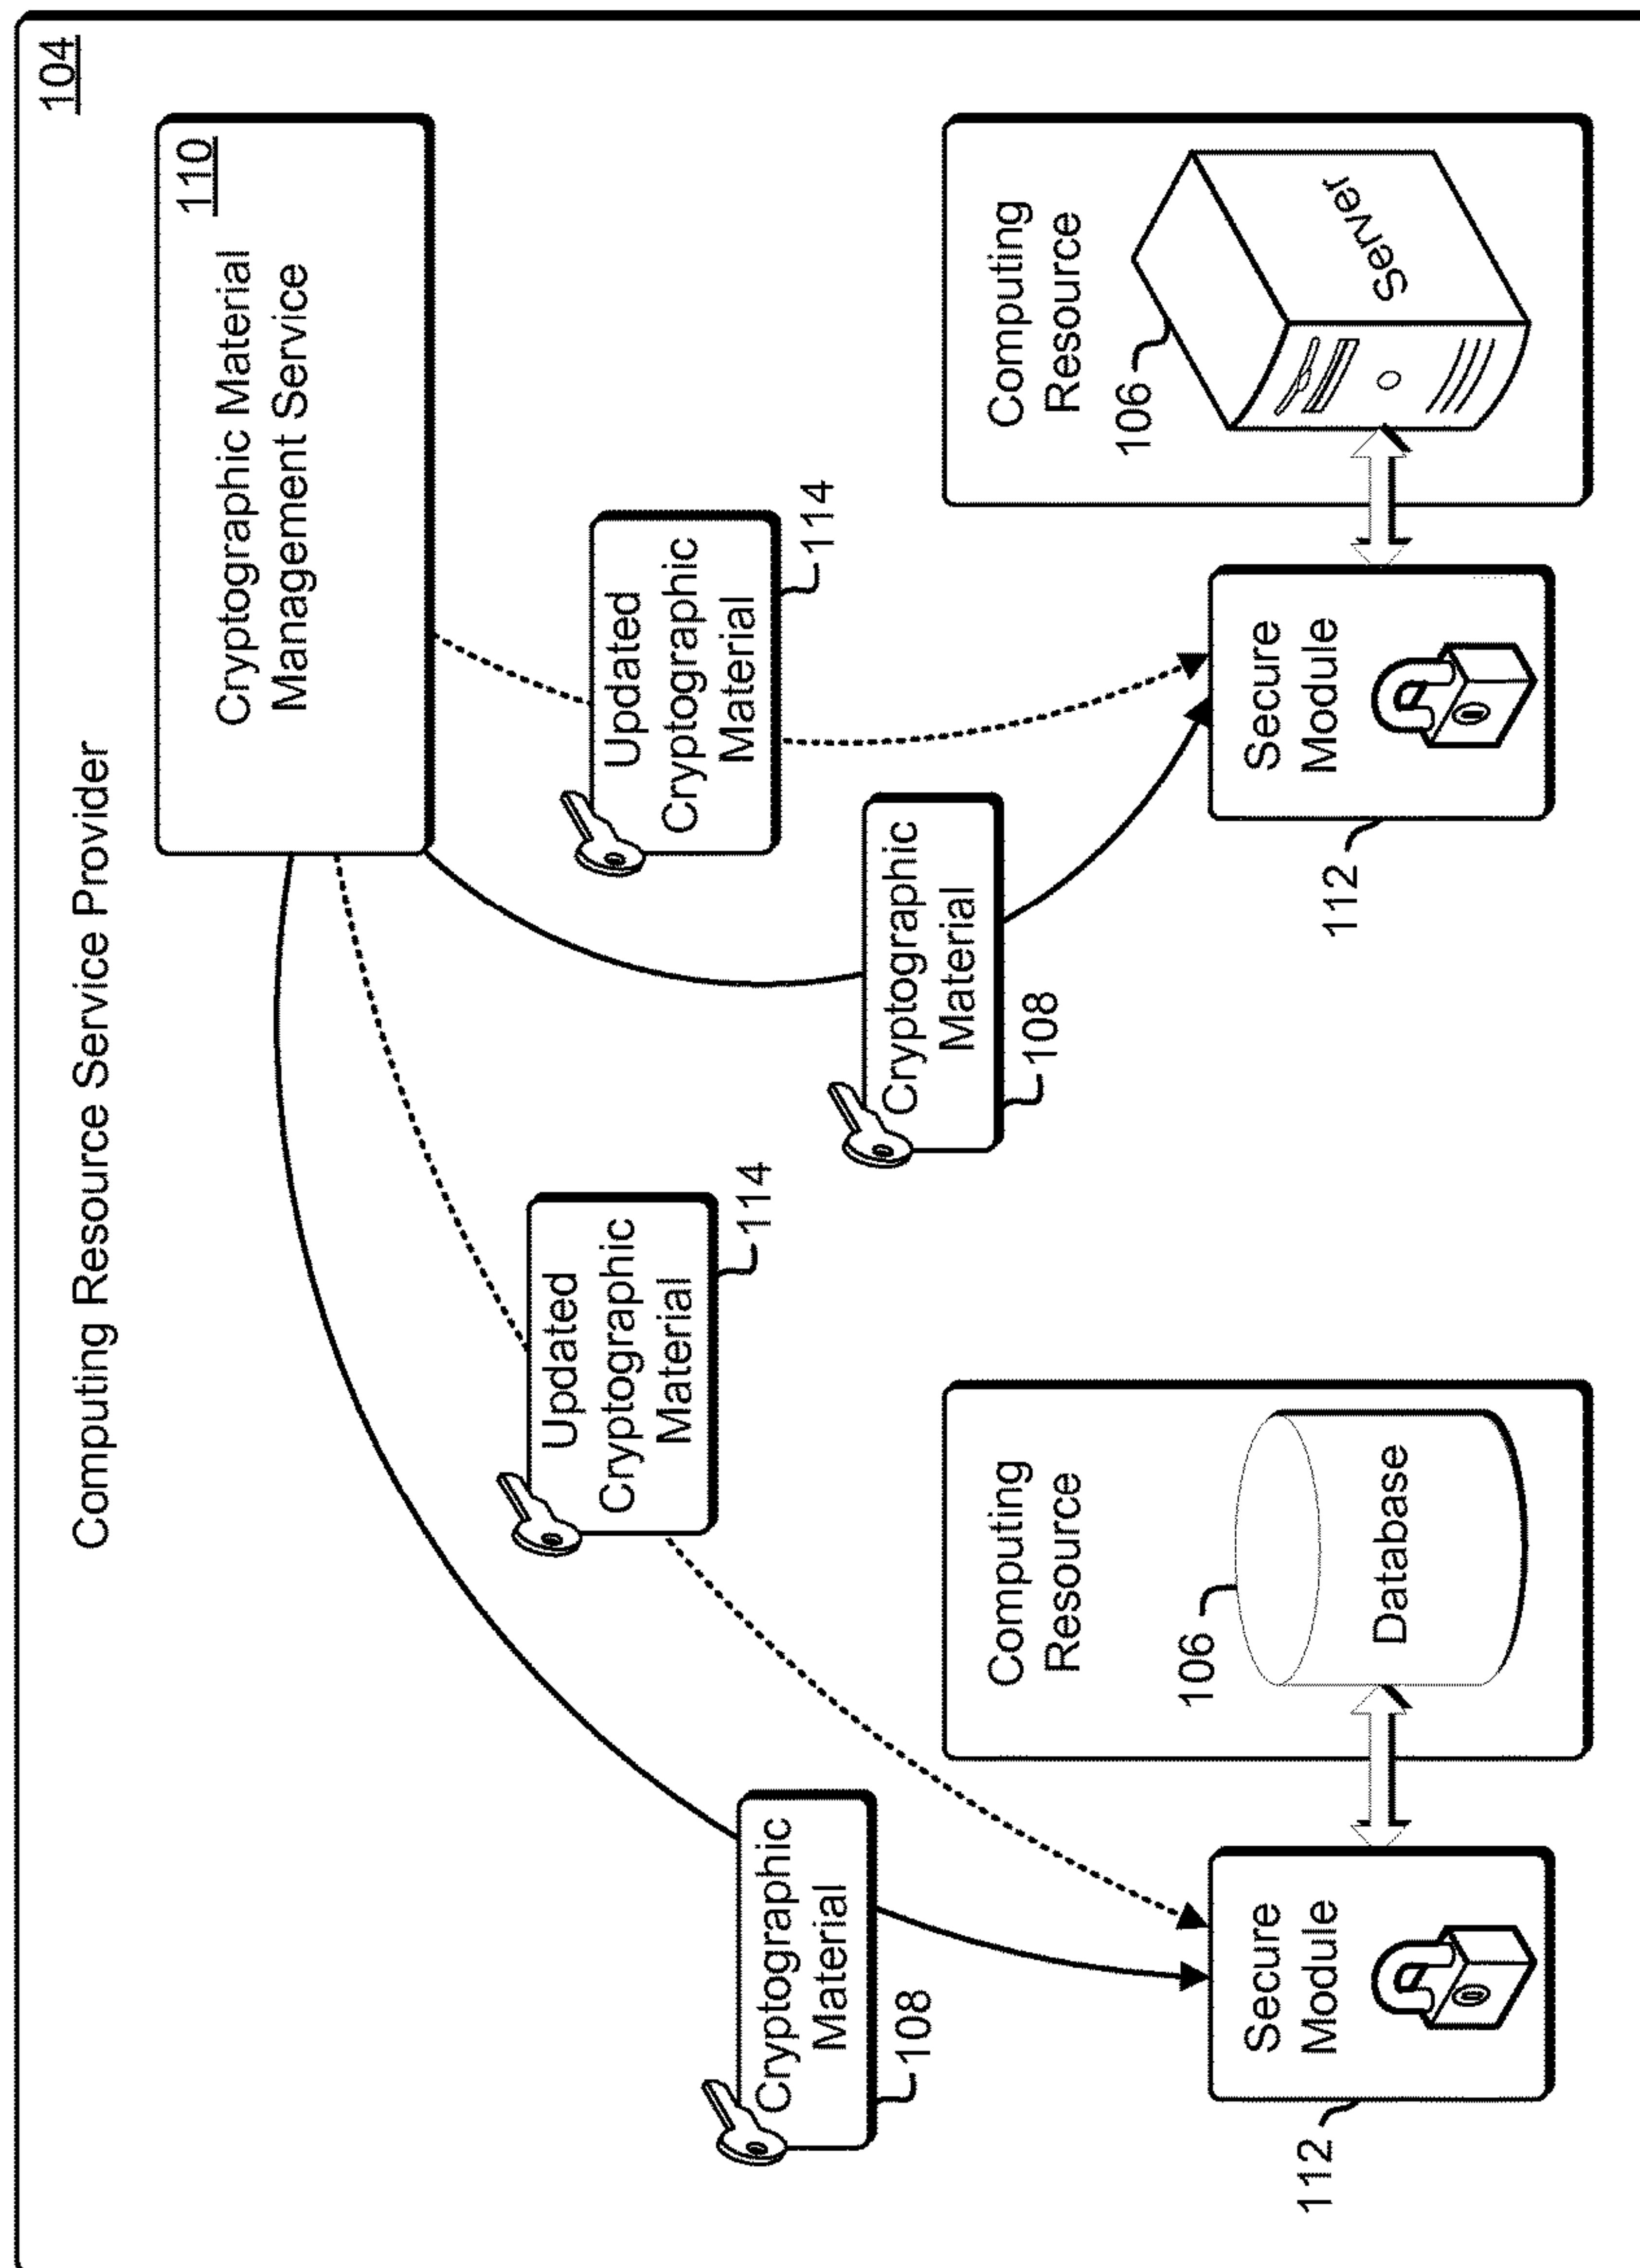 104
Computing Resource Service Provider
110
Cryptographic Material
Management Service
Updated
Cryptographic
Material
114
Updated
Cryptographic
Material
114
Cryptographic
Material
108
Cryptographic
Material
108
Computing
Resource
106
Database
Computing
Resource
106
Server
Secure
Module
112
Secure
Module
112